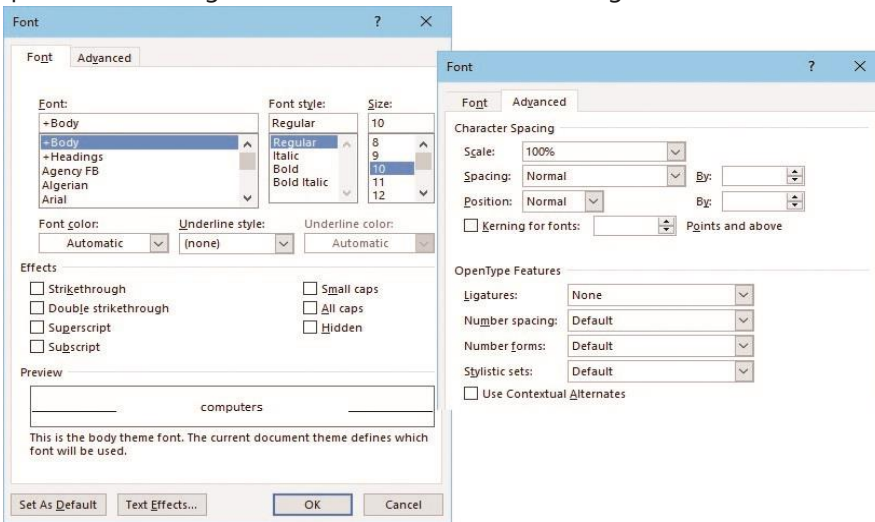 Font ? ×
Font Advanced
Font: Font style: Size:
+Body Regular 10
+Body Regular 8
+Headings Italic 9
Agency FB Bold 10
Algerian Bold Italic 11
Arial 12
Font color: Underline style: Underline color:
Automatic (none) Automatic
Effects
Strikethrough Small caps
Double strikethrough All caps
Superscript Hidden
Subscript
Preview
computers
This is the body theme font. The current document theme defines which
font will be used.
Set As Default Text Effects... OK Cancel
Font ? ×
Font Advanced
Character Spacing
Scale: 100%
Spacing: Normal By:
Position: Normal By:
Kerning for fonts: Points and above
OpenType Features
Ligatures: None
Number spacing: Default
Number forms: Default
Stylistic sets: Default
Use Contextual Alternates